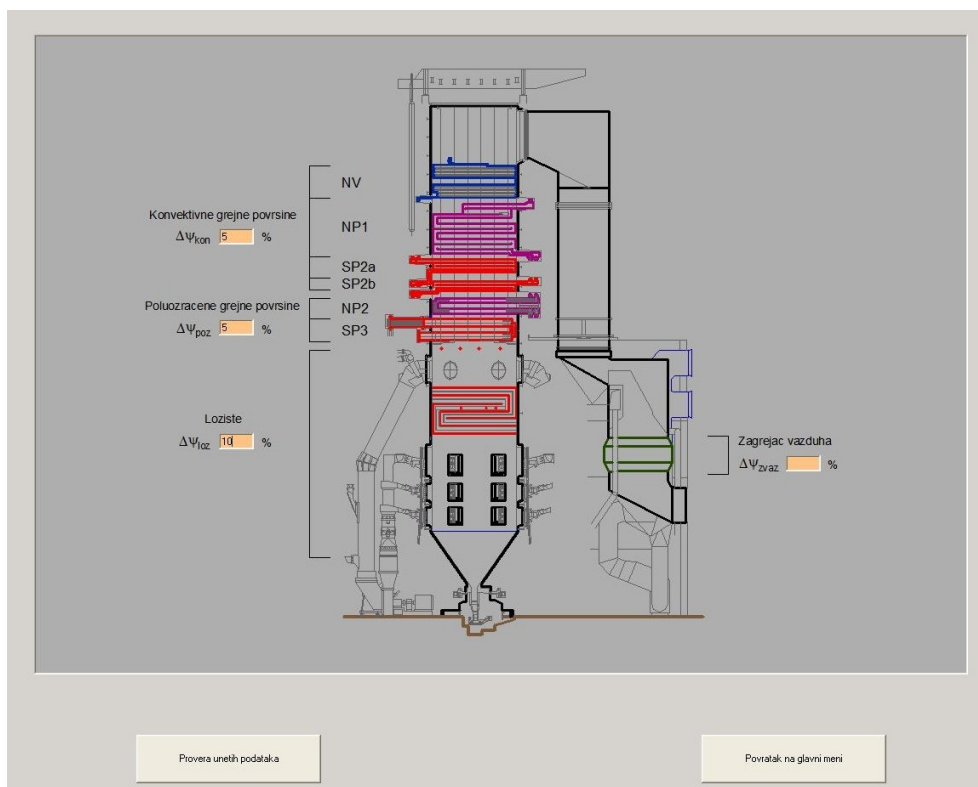 NV
Konvektivne grejne povrsine
Δψkon 5 %
NP1
SP2a
SP2b
Poluozracene grejne povrsine
Δψpoz 5 %
NP2
SP3
Loziste
Δψloz 10 %
Zagrejac vazduha
Δψzvaz %
Provera unetih podataka
Povratak na glavni meni